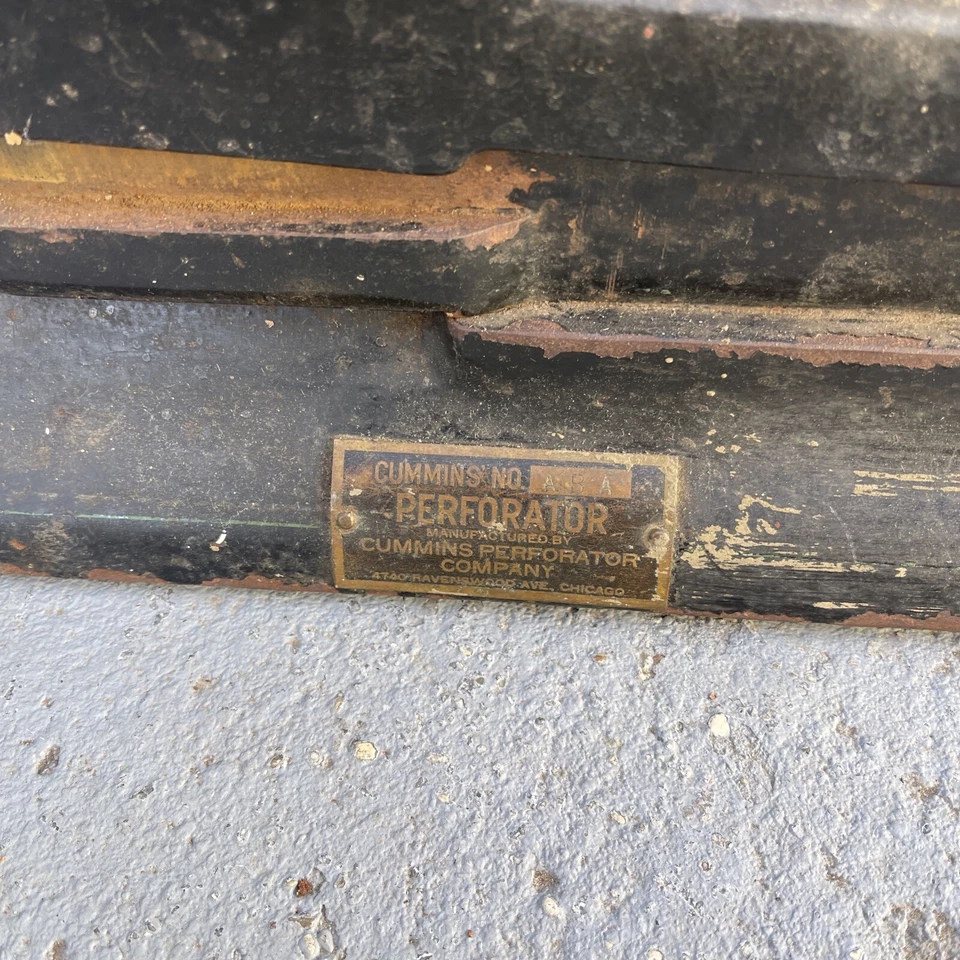 CUMMINS NO.
PERFORATOR
MANUFACTURED BY
CUMMINS PERFORATOR
COMPANY
4740 RAVENSWOOD AVE. CHICAGO